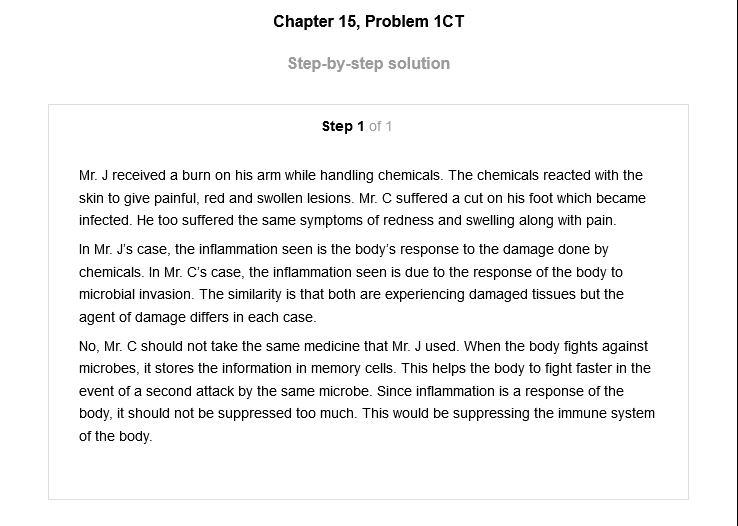 Chapter 15, Problem 1CT
Step-by-step solution
Step 1 of 1
Mr. J received a burn on his arm while handling chemicals. The chemicals reacted with the
skin to give painful, red and swollen lesions. Mr. C suffered a cut on his foot which became
infected. He too suffered the same symptoms of redness and swelling along with pain.
In Mr. J’s case, the inflammation seen is the body’s response to the damage done by
chemicals. In Mr. C’s case, the inflammation seen is due to the response of the body to
microbial invasion. The similarity is that both are experiencing damaged tissues but the
agent of damage differs in each case.
No, Mr. C should not take the same medicine that Mr. J used. When the body fights against
microbes, it stores the information in memory cells. This helps the body to fight faster in the
event of a second attack by the same microbe. Since inflammation is a response of the
body, it should not be suppressed too much. This would be suppressing the immune system
of the body.